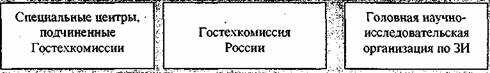 Специальные центры,
подчиненные
Гостехкомиссии
Гостехкомиссия
России
Головная научно-
исследовательская
организация по ЗИ